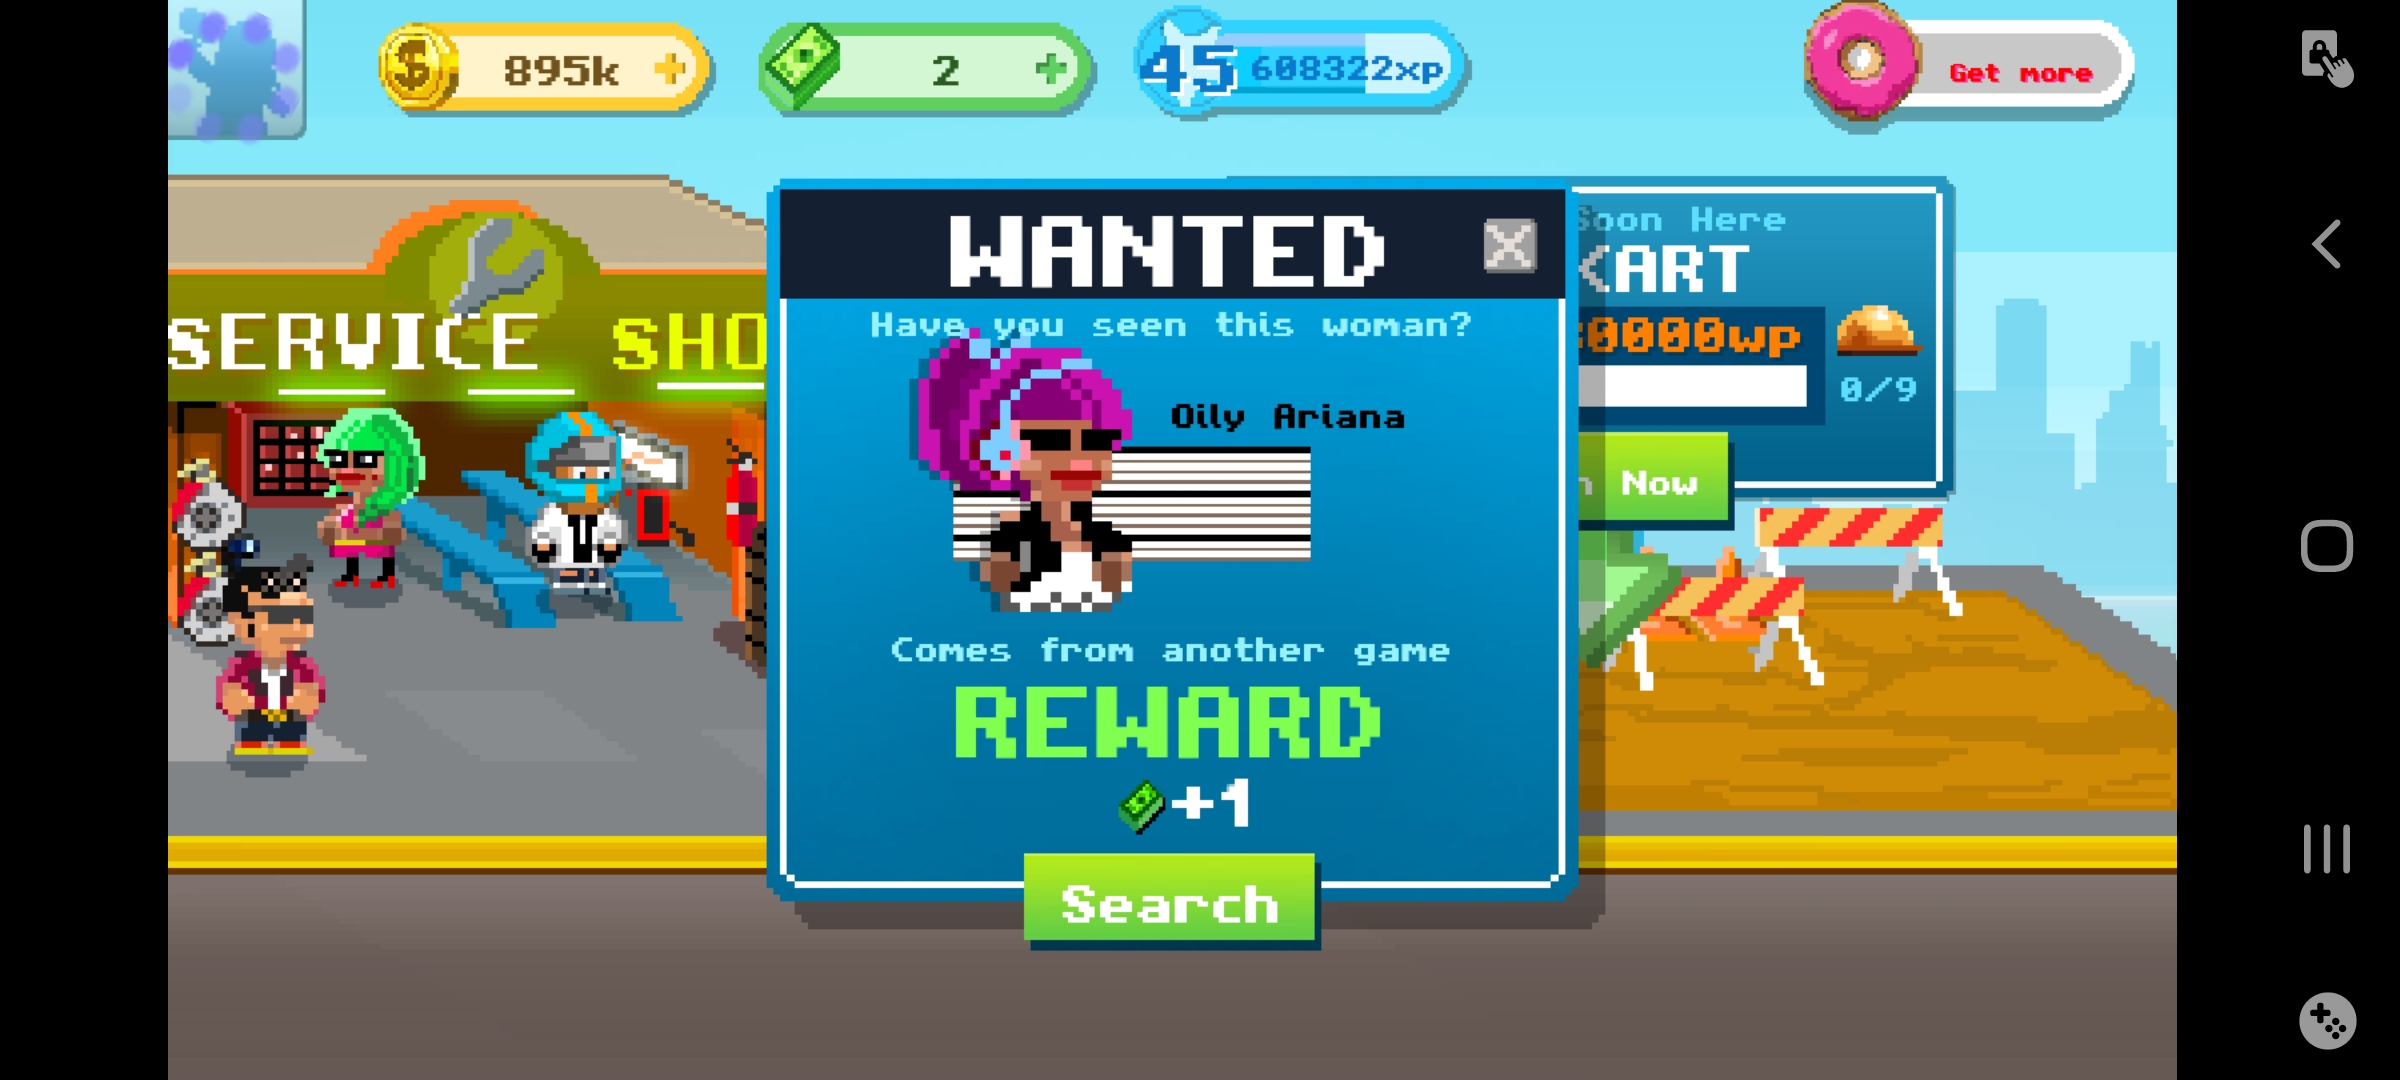 895k
2
45 608322xp
Get more
SERVICE
WANTED
Soon Here
KART
Have you seen this woman?
0000wp
0/9
Oily Ariana
Now
Comes from another game
REWARD
+1
Search